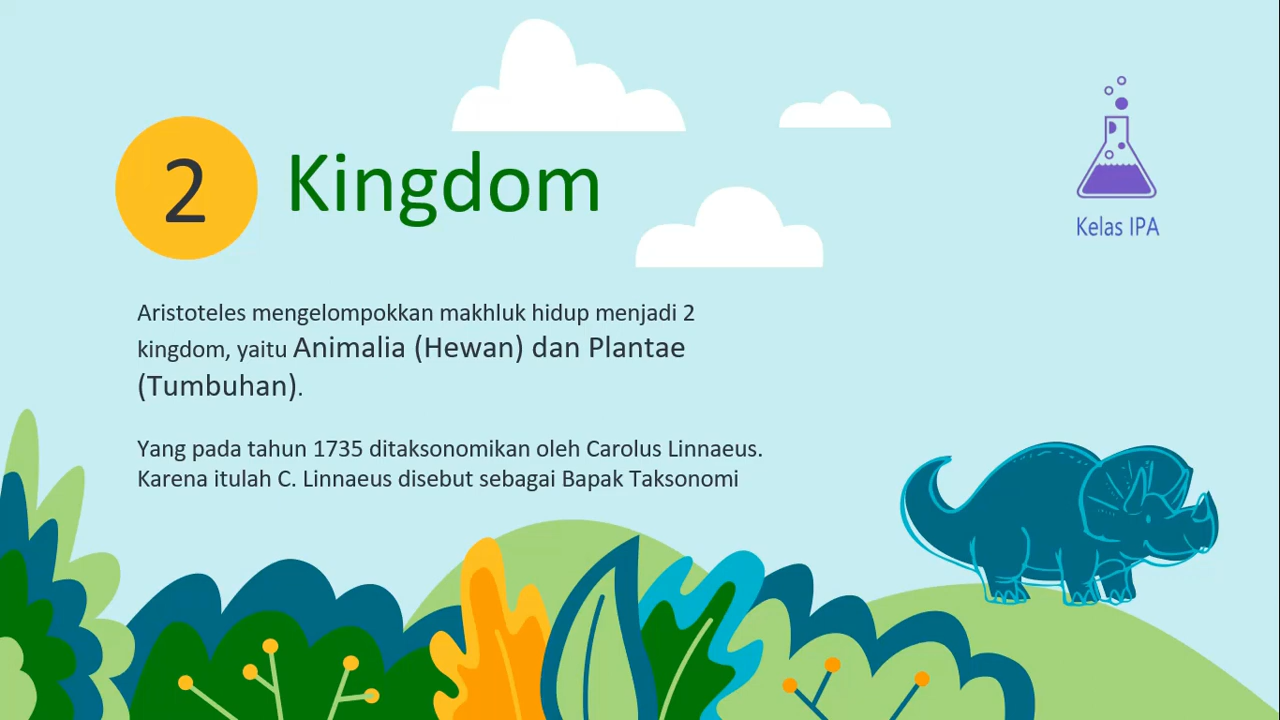 2 Kingdom
Kelas IPA
Aristoteles mengelompokkan makhluk hidup menjadi 2
kingdom, yaitu Animalia (Hewan) dan Plantae
(Tumbuhan).
Yang pada tahun 1735 ditaksonomikan oleh Carolus Linnaeus.
Karena itulah C. Linnaeus disebut sebagai Bapak Taksonomi